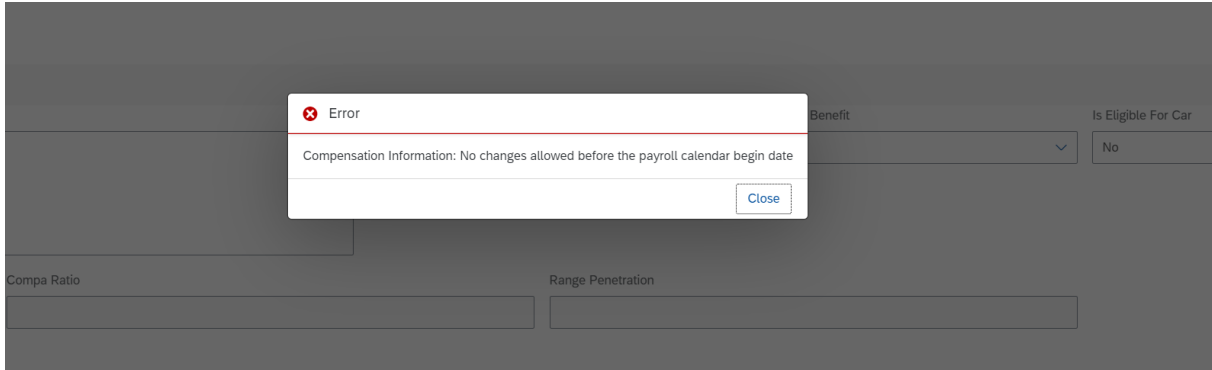 Error
Benefit
Is Eligible For Car
Compensation Information: No changes allowed before the payroll calendar begin date
No
Close
Compa Ratio
Range Penetration